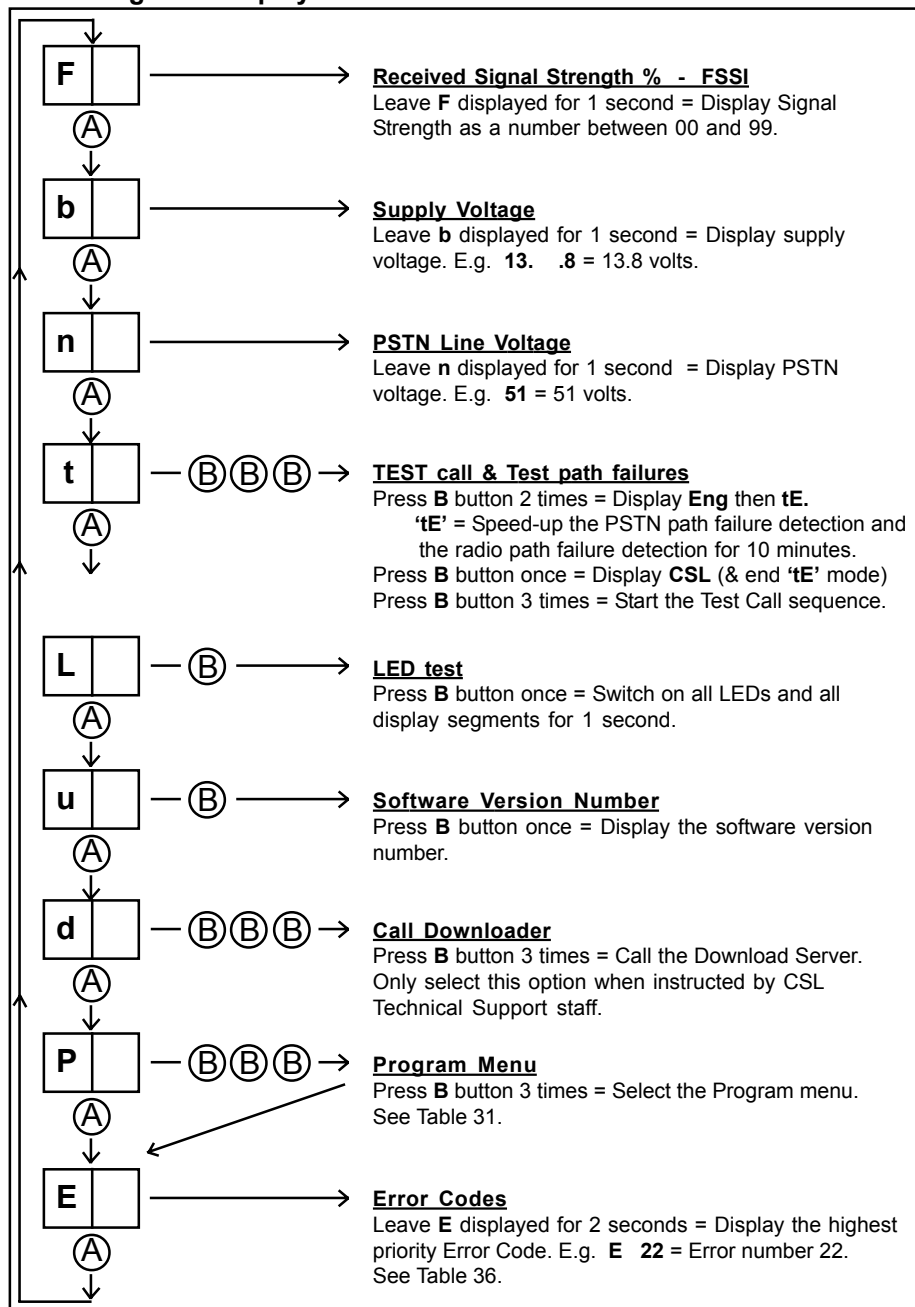 F
Received Signal Strength % - FSSI
Leave F displayed for 1 second = Display Signal
Strength as a number between 00 and 99.
A
b
Supply Voltage
Leave b displayed for 1 second = Display supply
voltage. E.g. 13. .8 = 13.8 volts.
A
n
PSTN Line Voltage
Leave n displayed for 1 second = Display PSTN
voltage. E.g. 51 = 51 volts.
A
t
B B B
TEST call & Test path failures
Press B button 2 times = Display Eng then tE.
'tE' = Speed-up the PSTN path failure detection and
the radio path failure detection for 10 minutes.
Press B button once = Display CSL (& end 'tE' mode)
Press B button 3 times = Start the Test Call sequence.
A
L
B
LED test
Press B button once = Switch on all LEDs and all
display segments for 1 second.
A
u
B
Software Version Number
Press B button once = Display the software version
number.
A
d
B B B
Call Downloader
Press B button 3 times = Call the Download Server.
Only select this option when instructed by CSL
Technical Support staff.
A
P
B B B
Program Menu
Press B button 3 times = Select the Program menu.
See Table 31.
A
E
Error Codes
Leave E displayed for 2 seconds = Display the highest
priority Error Code. E.g. E 22 = Error number 22.
See Table 36.
A